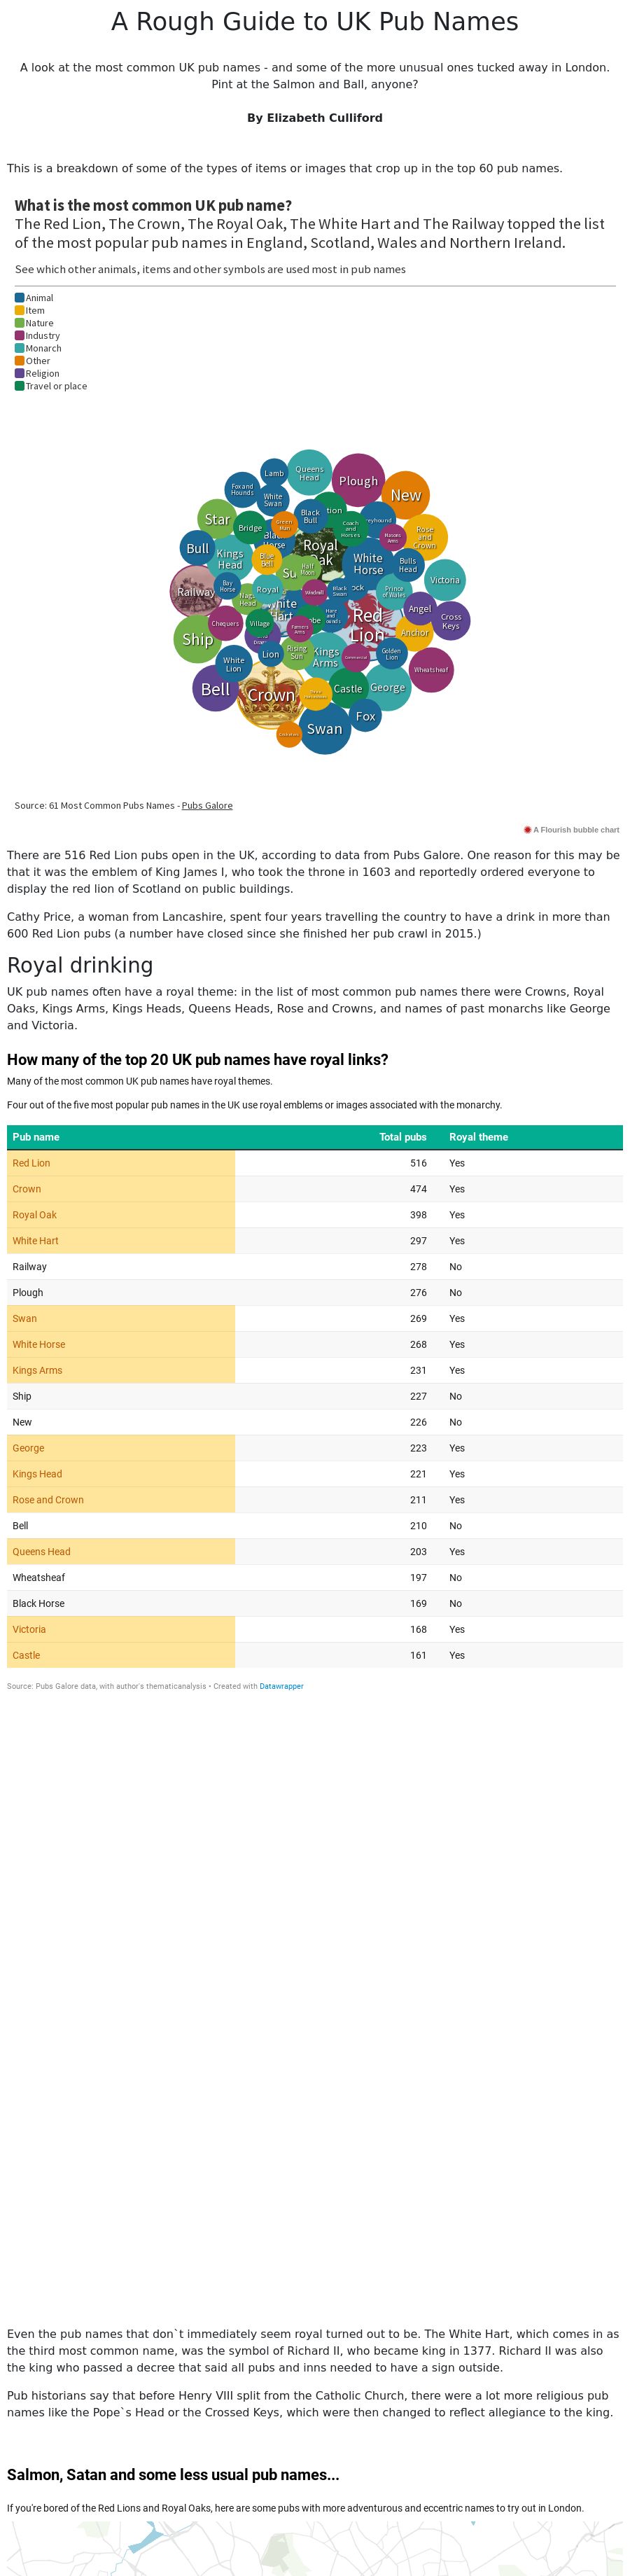 A Rough Guide to UK Pub Names
A look at the most common UK pub names - and some of the more unusual ones tucked away in London.
Pint at the Salmon and Ball, anyone?
By Elizabeth Culliford
This is a breakdown of some of the types of items or images that crop up in the top 60 pub names.
What is the most common UK pub name?
The Red Lion, The Crown, The Royal Oak, The White Hart and The Railway topped the list
of the most popular pub names in England, Scotland, Wales and Northern Ireland.
See which other animals, items and other symbols are used most in pub names
Animal
Item
Nature
Industry
Monarch
Other
Religion
Travel or place
Lamb
Queens
Head
Plough
Fox and
Hounds
White
Swan
New
Star
Bridge
Green
Man
Black
Bull
tion
Coach
and
Horses
eyhound
Masons
Arms
Rose
and
Crown
Bull
Kings
Head
Blue
Bell
Royal
Oak
White
Horse
Bulls
Head
Victoria
Railway
Bay
Horse
Nags
Head
Royal
Half
Moon
Su
Black
Swan
ock
Prince
of Wales
Angel
Cross
Keys
Ship
Chequers
Village
White
Hart
Farmers
Arms
Hare
and
Red
Lion
Anchor
White
Lion
Lion
Rising
Sun
Kings
Arms
Golden
Lion
Wheatsheaf
Bell
Crown
Castle
George
Swan
Fox
Source: 61 Most Common Pubs Names - Pubs Galore
A Flourish bubble chart
There are 516 Red Lion pubs open in the UK, according to data from Pubs Galore. One reason for this may be
that it was the emblem of King James I, who took the throne in 1603 and reportedly ordered everyone to
display the red lion of Scotland on public buildings.
Cathy Price, a woman from Lancashire, spent four years travelling the country to have a drink in more than
600 Red Lion pubs (a number have closed since she finished her pub crawl in 2015.)
Royal drinking
UK pub names often have a royal theme: in the list of most common pub names there were Crowns, Royal
Oaks, Kings Arms, Kings Heads, Queens Heads, Rose and Crowns, and names of past monarchs like George
and Victoria.
How many of the top 20 UK pub names have royal links?
Many of the most common UK pub names have royal themes.
Four out of the five most popular pub names in the UK use royal emblems or images associated with the monarchy.
Pub name Total pubs Royal theme
Red Lion 516 Yes
Crown 474 Yes
Royal Oak 398 Yes
White Hart 297 Yes
Railway 278 No
Plough 276 No
Swan 269 Yes
White Horse 268 Yes
Kings Arms 231 Yes
Ship 227 No
New 226 No
George 223 Yes
Kings Head 221 Yes
Rose and Crown 211 Yes
Bell 210 No
Queens Head 203 Yes
Wheatsheaf 197 No
Black Horse 169 No
Victoria 168 Yes
Castle 161 Yes
Source: Pubs Galore data, with author's thematicanalysis • Created with Datawrapper
Even the pub names that don`t immediately seem royal turned out to be. The White Hart, which comes in as
the third most common name, was the symbol of Richard II, who became king in 1377. Richard II was also
the king who passed a decree that said all pubs and inns needed to have a sign outside.
Pub historians say that before Henry VIII split from the Catholic Church, there were a lot more religious pub
names like the Pope`s Head or the Crossed Keys, which were then changed to reflect allegiance to the king.
Salmon, Satan and some less usual pub names...
If you're bored of the Red Lions and Royal Oaks, here are some pubs with more adventurous and eccentric names to try out in London.